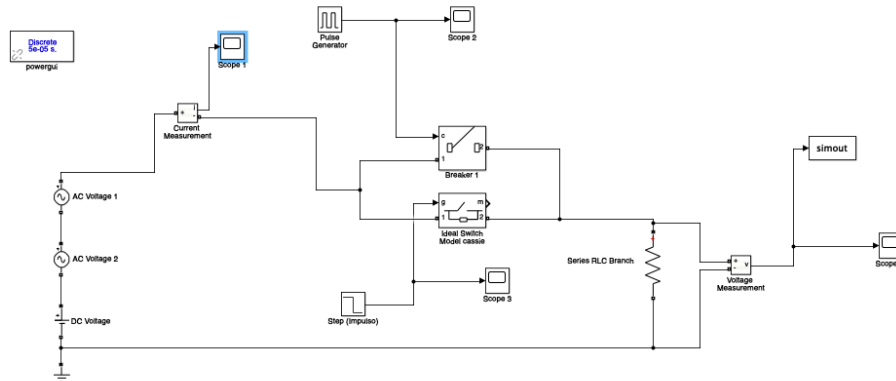 Discrete
5e-05 s.
powergui
Scope 1
Pulse
Generator
Scope 2
i
+
-
Current
Measurement
c
1
2
Breaker 1
simout
AC Voltage 1
g
m
1
2
Ideal Switch
Model cassie
AC Voltage 2
Series RLC Branch
+
-
v
Voltage
Measurement
Scope
Scope 3
Step (Impulso)
DC Voltage